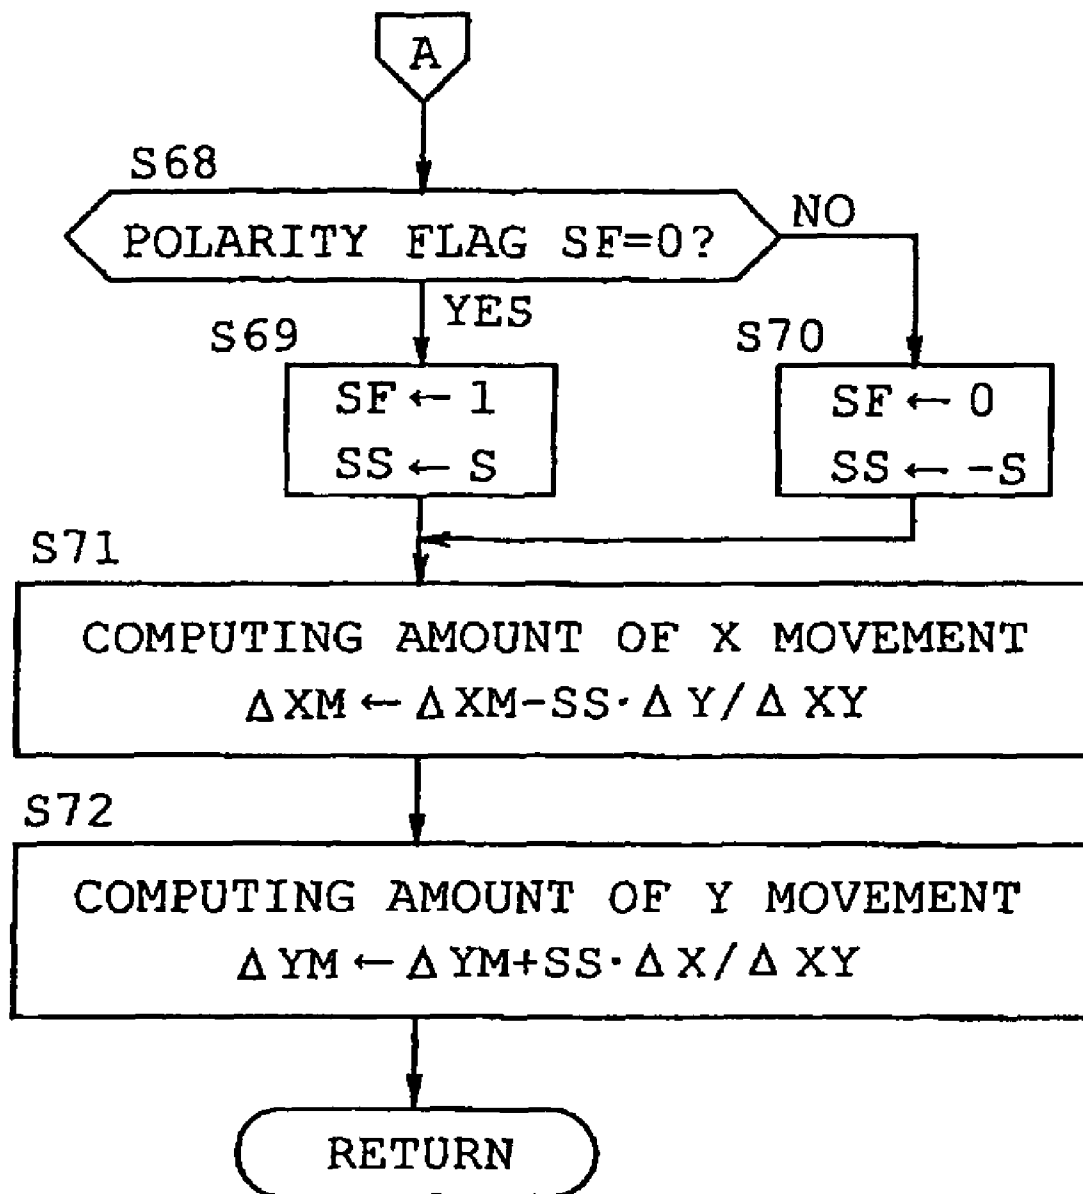 A
S68
POLARITY FLAG SF=0?
NO
YES
S69
SF ← 1
SS ← S
S70
SF ← 0
SS ← -S
S71
COMPUTING AMOUNT OF X MOVEMENT
ΔXM ← ΔXM-SS·ΔY/ΔXY
S72
COMPUTING AMOUNT OF Y MOVEMENT
ΔYM ← ΔYM+SS·ΔX/ΔXY
RETURN